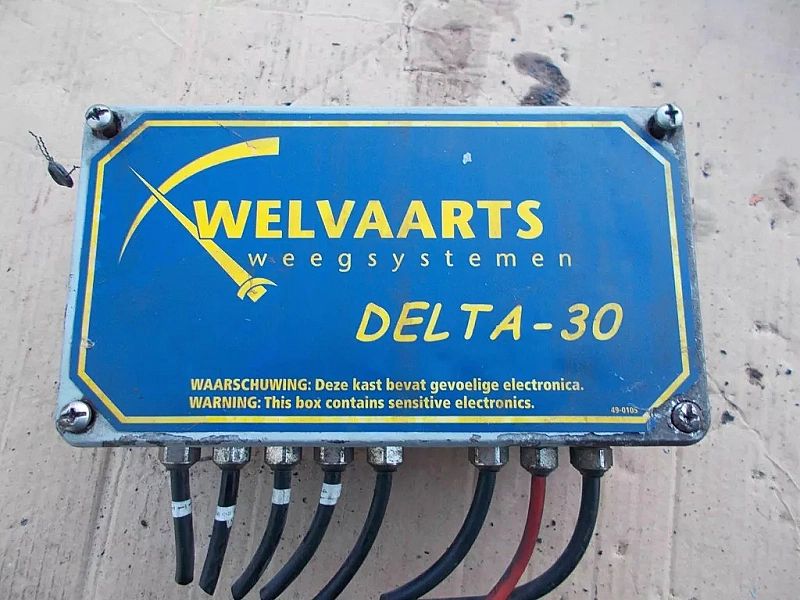 WELVAARTS
weegsystemen
DELTA-30
WAARSCHUWING: Deze kast bevat gevoelige electronica.
WARNING: This box contains sensitive electronics.
49-0105